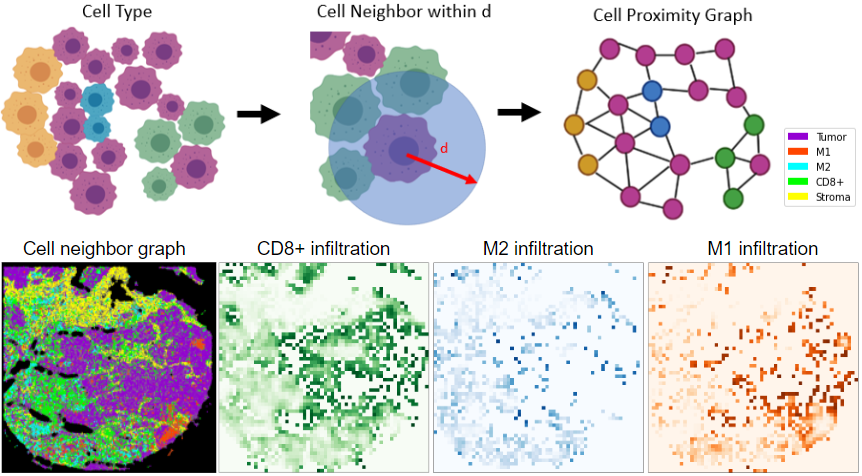 Cell Type
Cell Neighbor within d
Cell Proximity Graph
d
Tumor
M1
M2
CD8+
Stroma
Cell neighbor graph
CD8+ infiltration
M2 infiltration
M1 infiltration